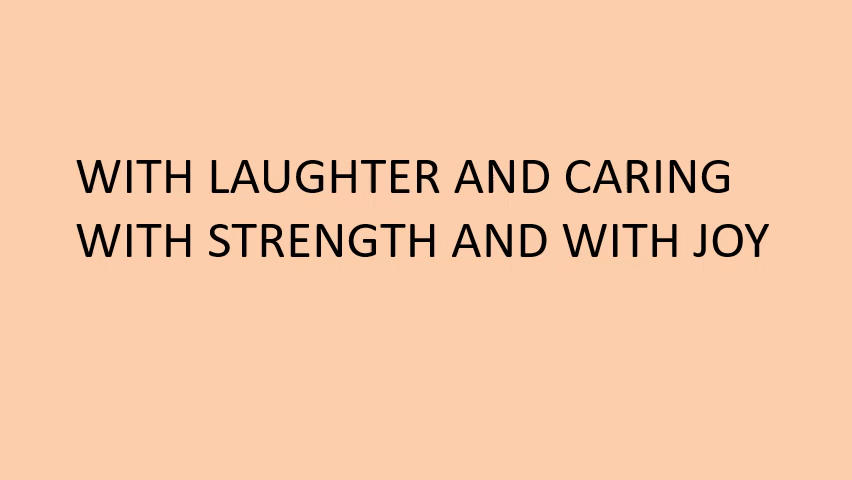 WITH LAUGHTER AND CARING
WITH STRENGTH AND WITH JOY